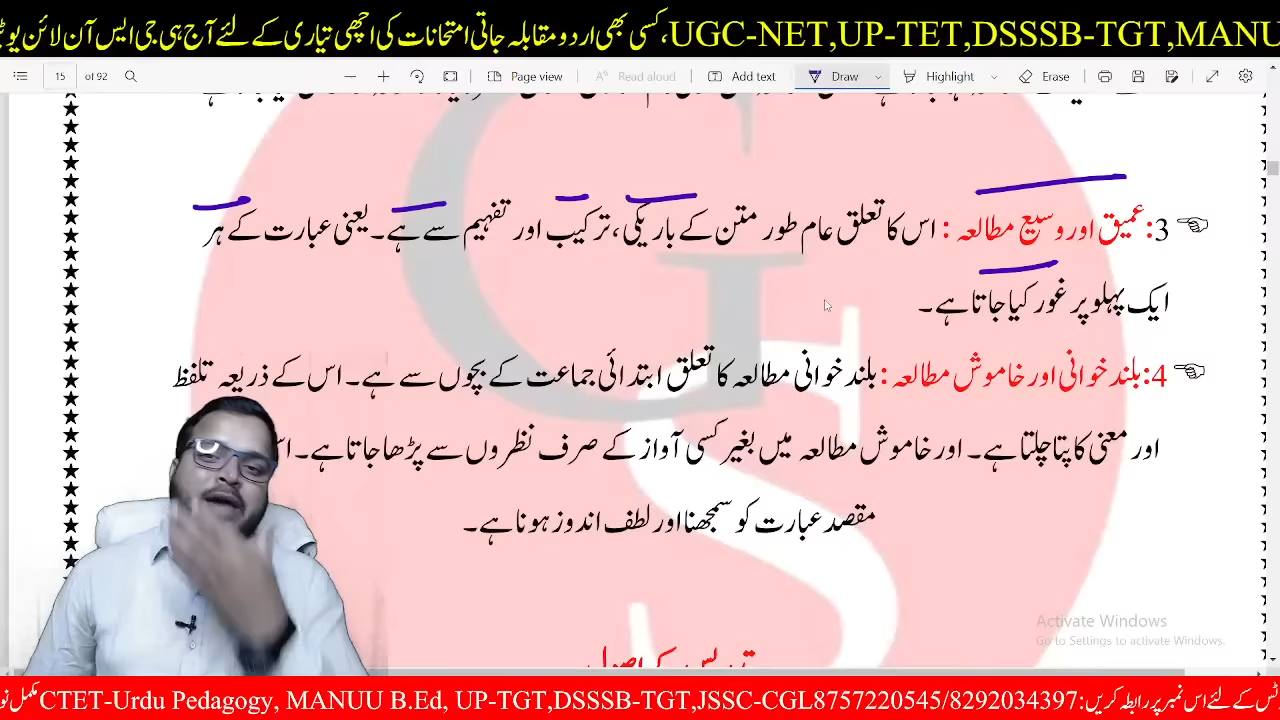 UGC-NET,UP-TET,DSSSB-TGT,MANU، کسی بھی اردو مقابلہ جاتی امتحانات کی اچھی تیاری کے لئے آج ہی جی ایس آن لائن
15 of 92 Page view Read aloud Add text Draw Highlight Erase
3: عمیق اور وسیع مطالعہ : اس کا تعلق عام طور متن کے باریکی، ترکیب اور تفہیم سے ہے۔ یعنی عبارت کے ہر
ایک پہلو پر غور کیا جاتا ہے۔
4: بلند خوانی اور خاموش مطالعہ : بلند خوانی مطالعہ کا تعلق ابتدائی جماعت کے بچوں سے ہے۔ اس کے ذریعہ تلفظ
اور معنی کا پتا چلتا ہے۔ اور خاموش مطالعہ میں بغیر کسی آواز کے صرف نظروں سے پڑھا جاتا ہے۔
مقصد عبارت کو سمجھنا اور لطف اندوز ہونا ہے۔
Activate Windows
Go to Settings to activate Windows.
ٹس کے لئے اس نمبر پر رابطہ کریں: CTET-Urdu Pedagogy, MANUU B.Ed, UP-TGT,DSSSB-TGT,JSSC-CGL8757220545/8292034397 مکمل